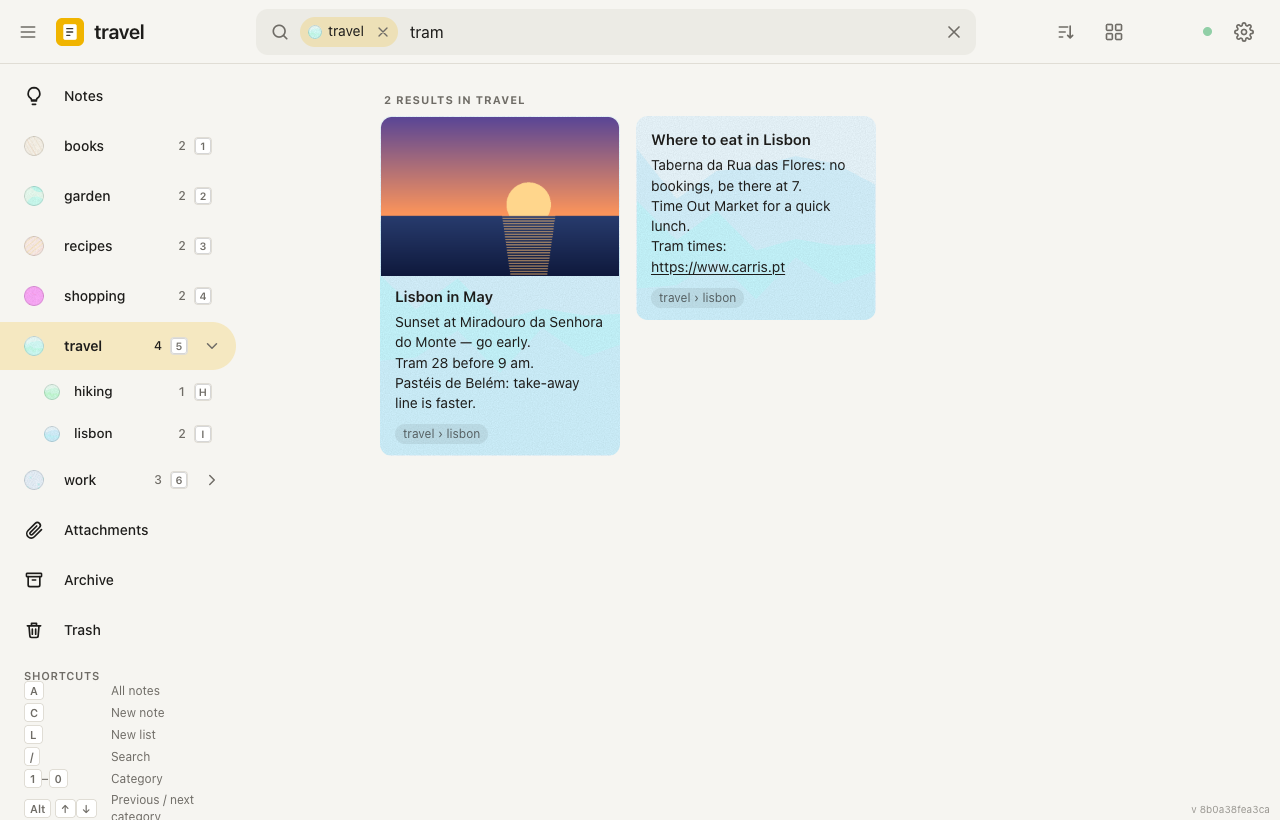 travel
travel
tram
Notes
books 2 1
garden 2 2
recipes 2 3
shopping 2 4
travel 4 5
hiking 1 H
lisbon 2 I
work 3 6
Attachments
Archive
Trash
SHORTCUTS
A All notes
C New note
L New list
/ Search
1 – 0 Category
Alt ↑ ↓ Previous / next
category
2 RESULTS IN TRAVEL
Lisbon in May
Sunset at Miradouro da Senhora
do Monte — go early.
Tram 28 before 9 am.
Pastéis de Belém: take-away
line is faster.
travel › lisbon
Where to eat in Lisbon
Taberna da Rua das Flores: no
bookings, be there at 7.
Time Out Market for a quick
lunch.
Tram times:
https://www.carris.pt
travel › lisbon
v 8b0a38fea3ca